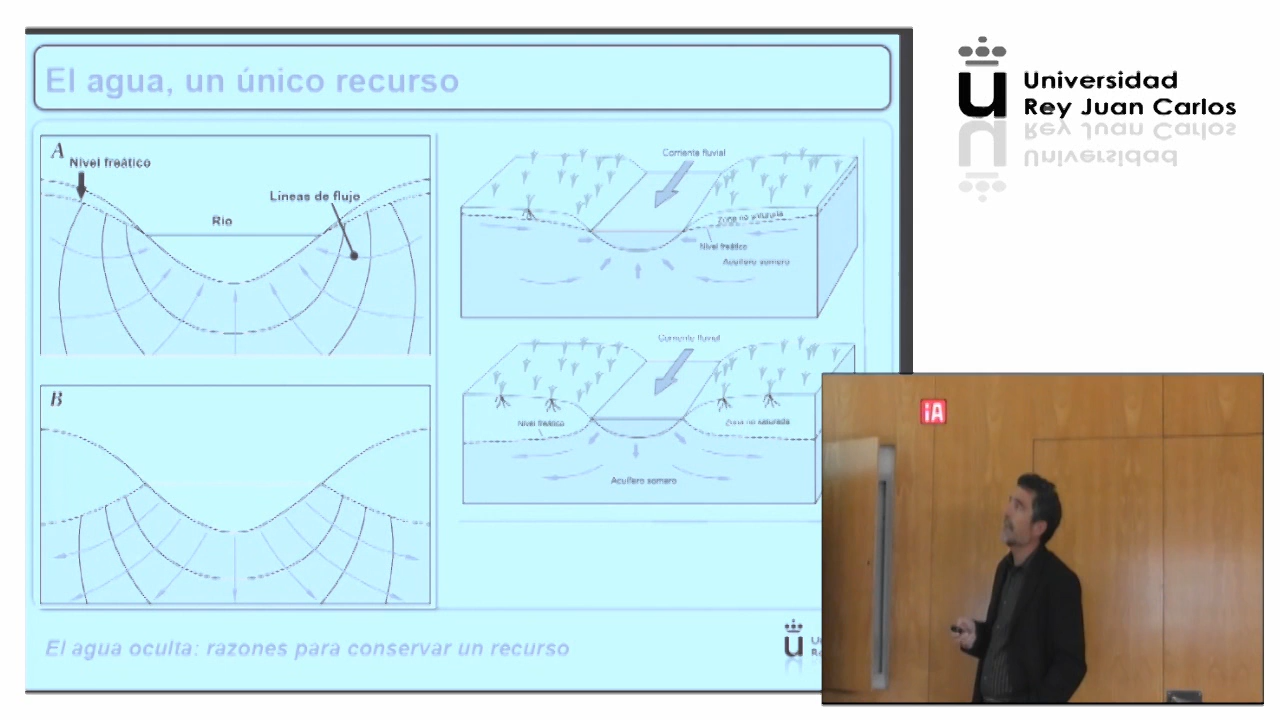 El agua, un único recurso
A
Nivel freático
Líneas de flujo
Río
B
Corriente fluvial
Zona no saturada
Nivel freático
Acuífero somero
Corriente fluvial
Nivel freático
Zona no saturada
Acuífero somero
El agua oculta: razones para conservar un recurso
u
Universidad
Rey Juan Carlos
iA